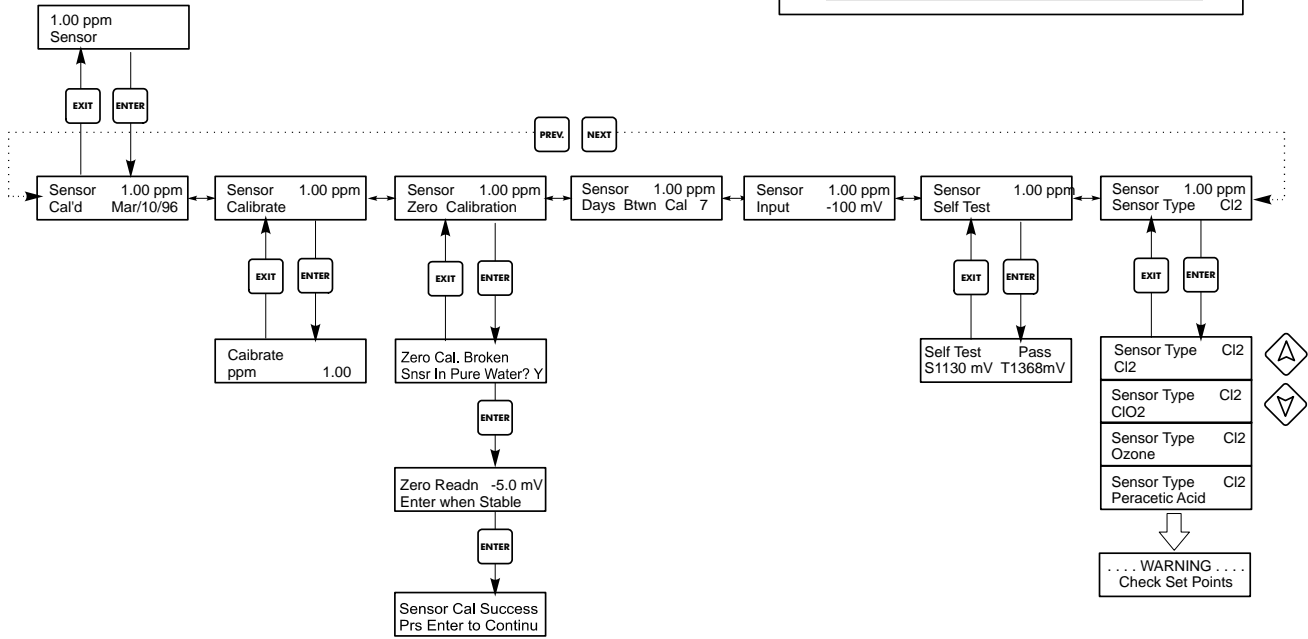 1.00 ppm
Sensor
EXIT
ENTER
PREV.
NEXT
Sensor 1.00 ppm
Cal'd Mar/10/96
Sensor 1.00 ppm
Calibrate
Sensor 1.00 ppm
Zero Calibration
Sensor 1.00 ppm
Days Btwn Cal 7
Sensor 1.00 ppm
Input -100 mV
Sensor 1.00 ppm
Self Test
Sensor 1.00 ppm
Sensor Type Cl2
EXIT
ENTER
EXIT
ENTER
EXIT
ENTER
EXIT
ENTER
Caibrate
ppm 1.00
Zero Cal. Broken
Snsr In Pure Water? Y
ENTER
Zero Readn -5.0 mV
Enter when Stable
ENTER
Sensor Cal Success
Prs Enter to Continu
Self Test Pass
S1130 mV T1368mV
Sensor Type Cl2
Cl2
Sensor Type Cl2
ClO2
Sensor Type Cl2
Ozone
Sensor Type Cl2
Peracetic Acid
. . . . WARNING . . . .
Check Set Points